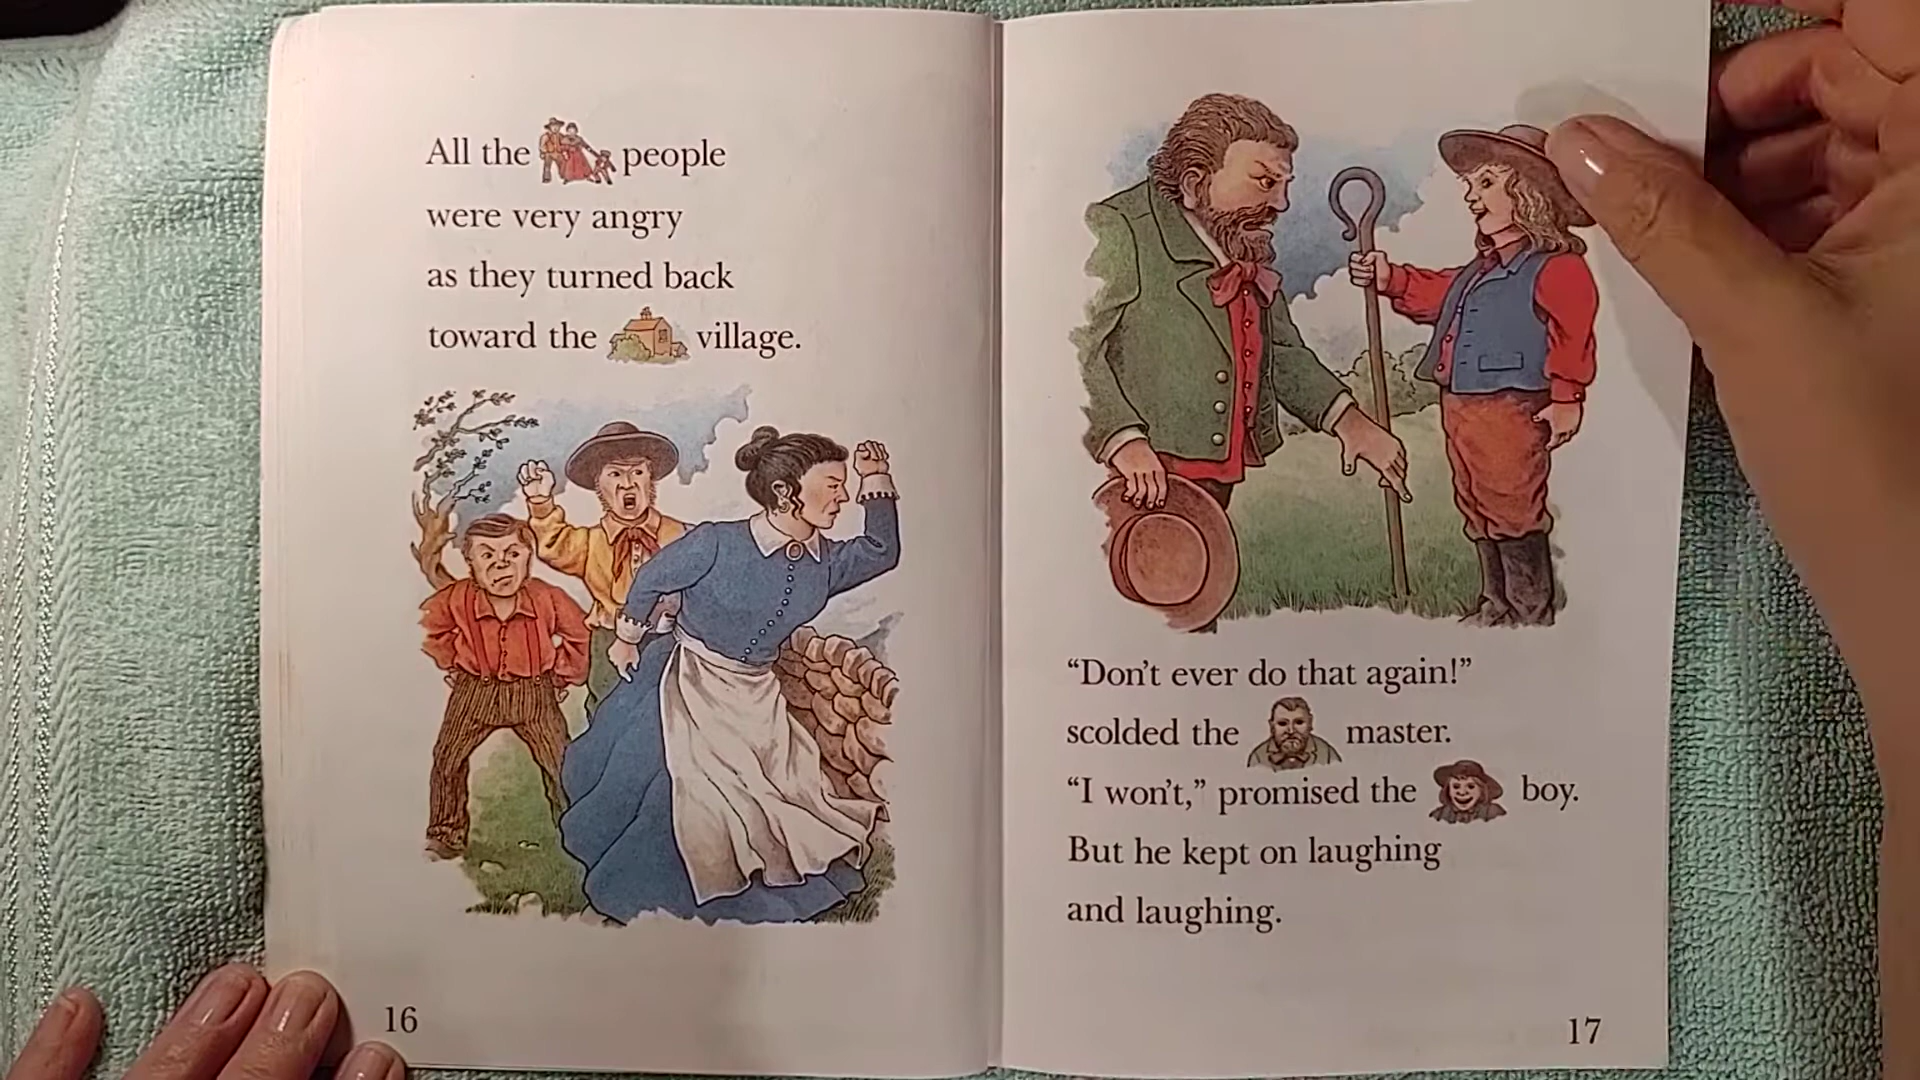 All the people
were very angry
as they turned back
toward the village.
16
"Don't ever do that again!"
scolded the master.
"I won't," promised the boy.
But he kept on laughing
and laughing.
17